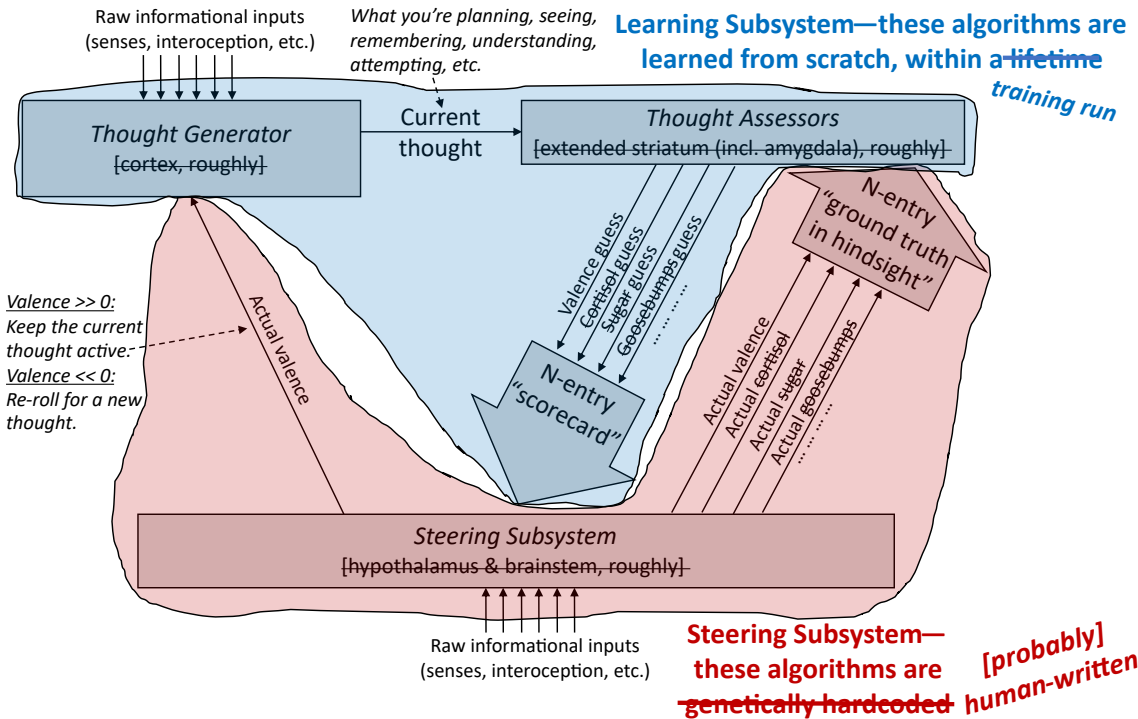 Raw informational inputs
(senses, interoception, etc.)
What you're planning, seeing,
remembering, understanding,
attempting, etc.
Learning Subsystem—these algorithms are
learned from scratch, within a lifetime
training run
Thought Generator
[cortex, roughly]
Current
thought
Thought Assessors
[extended striatum (incl. amygdala), roughly]
Valence guess
Cortisol guess
Sugar guess
Goosebumps guess
... ... ...
N-entry
"scorecard"
N-entry
"ground truth
in hindsight"
Actual valence
Actual cortisol
Actual sugar
Actual goosebumps
... ... ...
Valence >> 0:
Keep the current
thought active.
Valence << 0:
Re-roll for a new
thought.
Actual valence
Steering Subsystem
[hypothalamus & brainstem, roughly]
Raw informational inputs
(senses, interoception, etc.)
Steering Subsystem—
these algorithms are
genetically hardcoded
[probably]
human-written